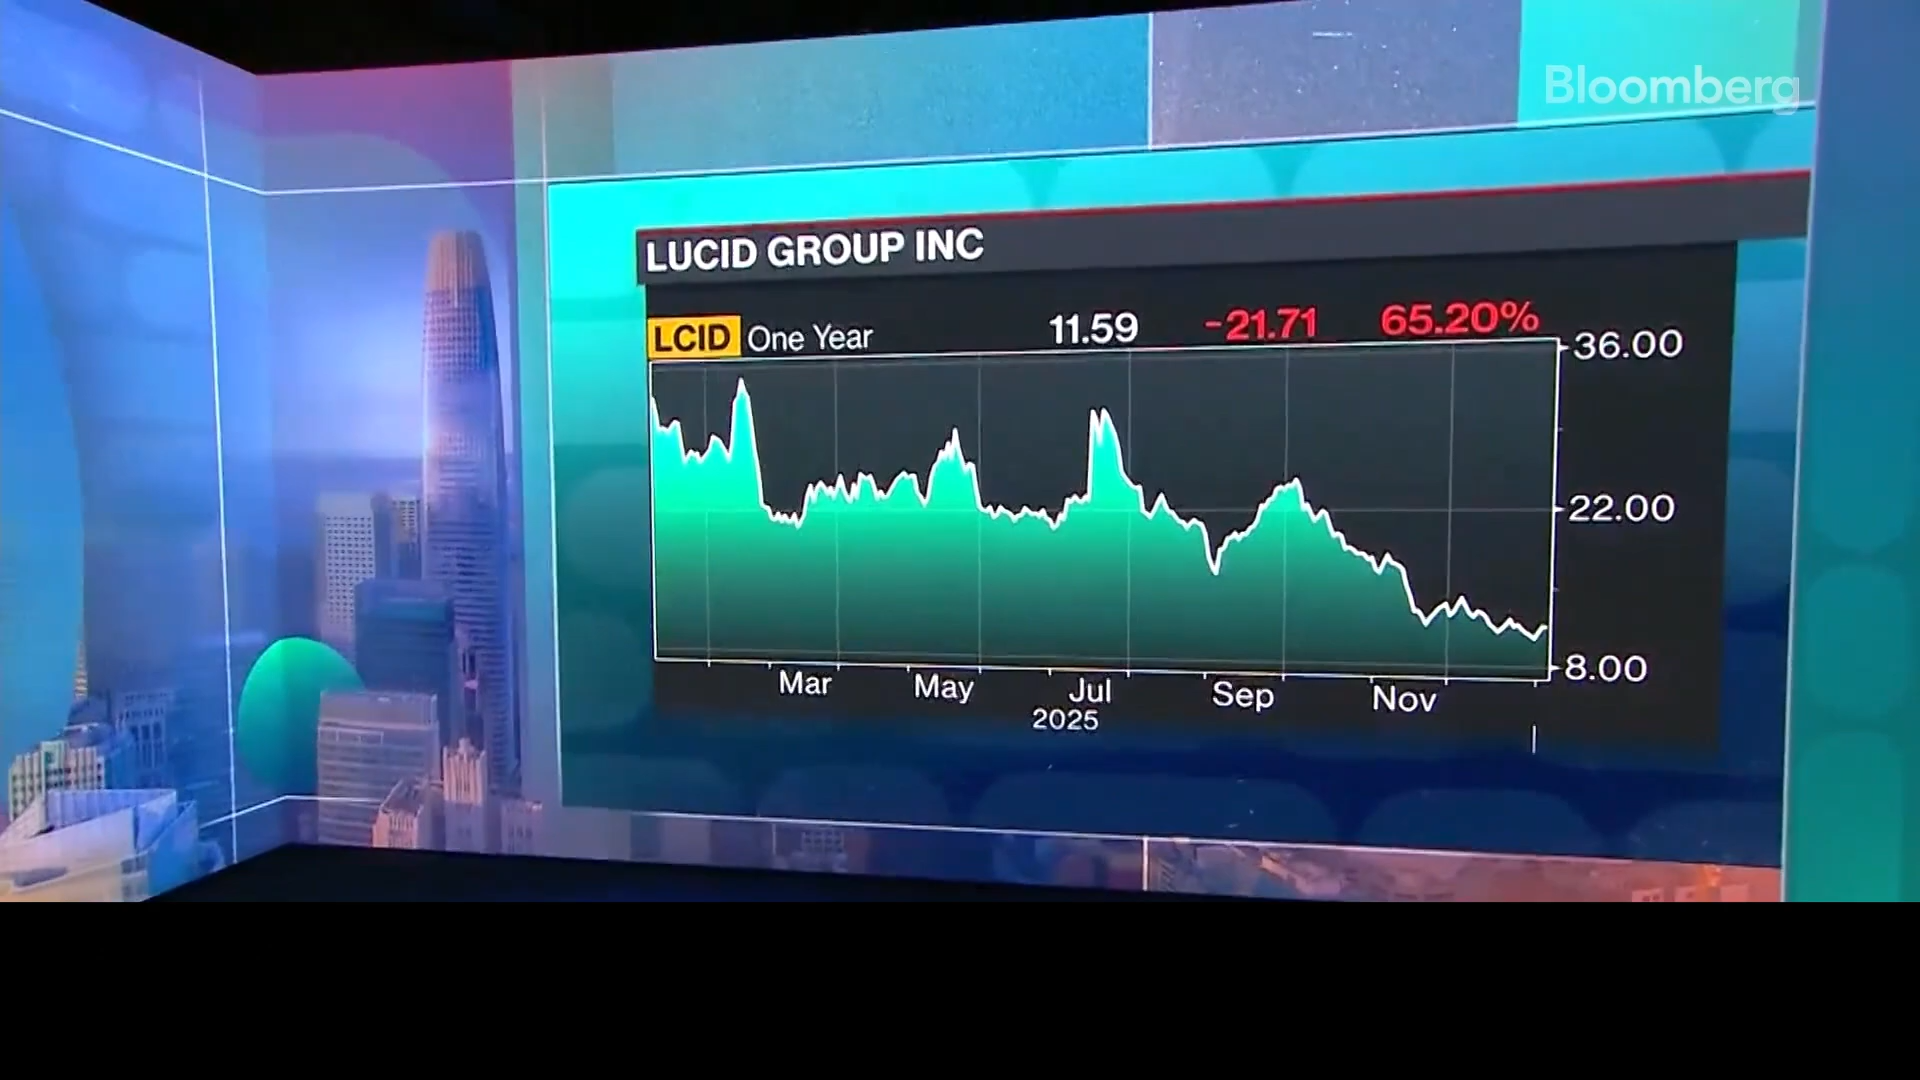 Bloomberg
LUCID GROUP INC
LCID One Year 11.59 -21.71 65.20%
36.00
22.00
8.00
Mar May Jul Sep Nov
2025